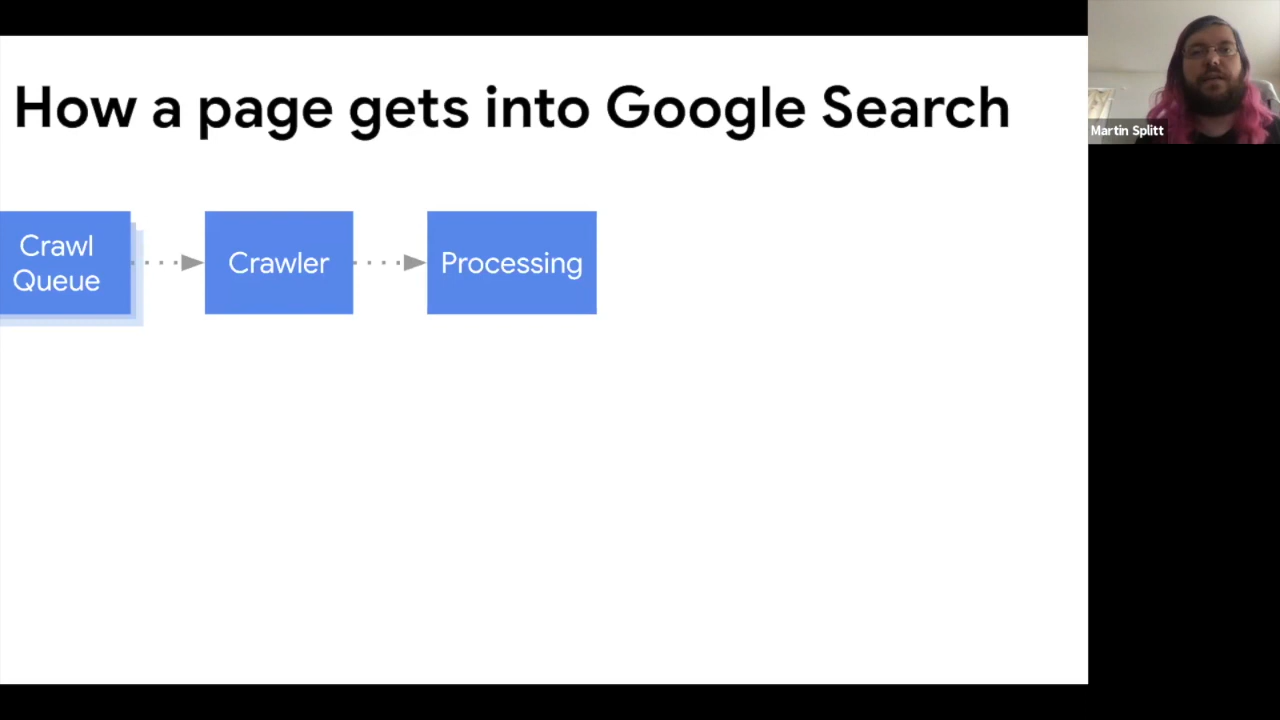 How a page gets into Google Search
Martin Splitt
Crawl
Queue
Crawler
Processing